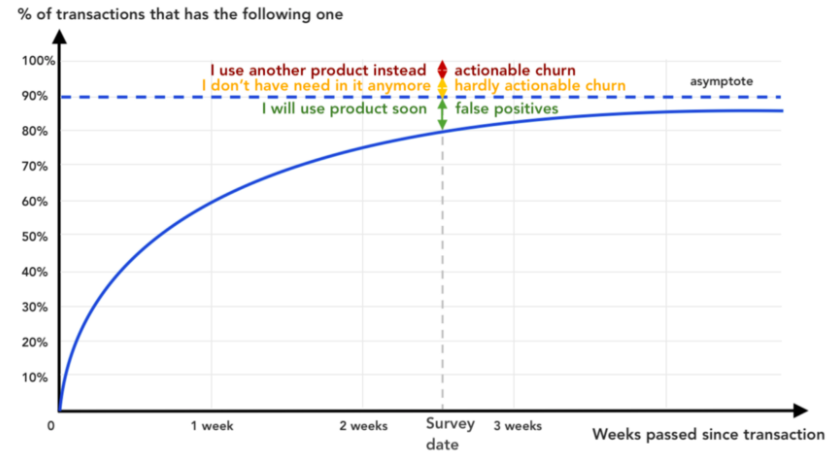 % of transactions that has the following one
100%
I use another product instead actionable churn
I don't have need in it anymore hardly actionable churn
asymptote
90%
I will use product soon false positives
80%
70%
60%
50%
40%
30%
20%
10%
0 1 week 2 weeks Survey date 3 weeks
Weeks passed since transaction